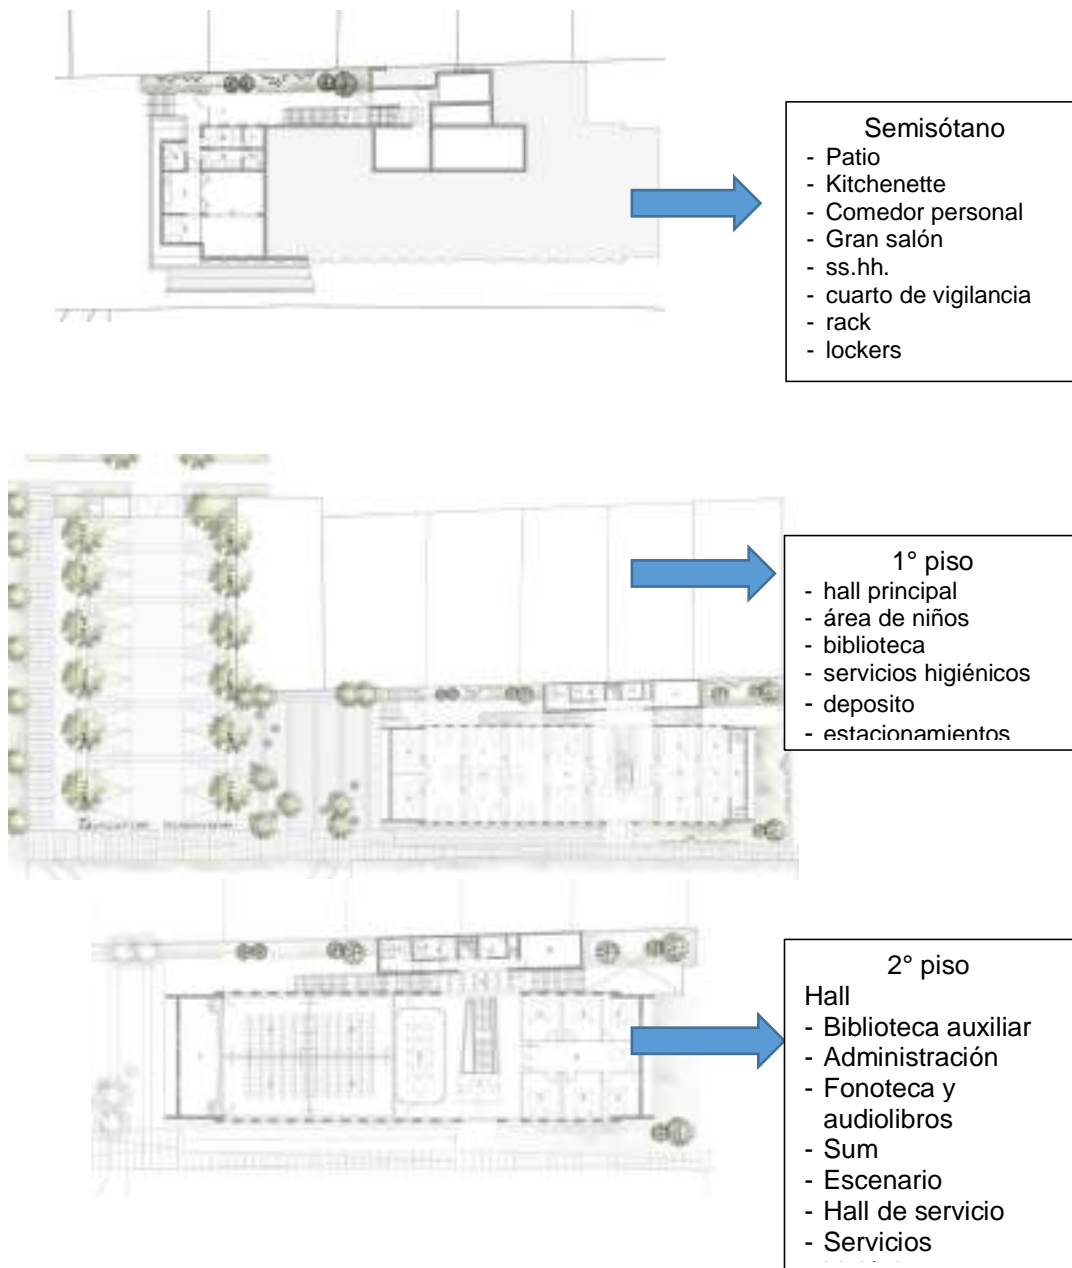 Semisótano
- Patio
- Kitchenette
- Comedor personal
- Gran salón
- ss.hh.
- cuarto de vigilancia
- rack
- lockers
1° piso
- hall principal
- área de niños
- biblioteca
- servicios higiénicos
- deposito
- estacionamientos
2° piso
Hall
- Biblioteca auxiliar
- Administración
- Fonoteca y
audiolibros
- Sum
- Escenario
- Hall de servicio
- Servicios